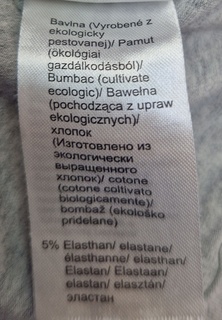 Bavlna (Vyrobené z
ekologicky
pestovanej)/ Pamut
(ökológiai
gazdálkodásból)/
Bumbac (cultivate
ecologic)/ Bawełna
(pochodząca z upraw
ekologicznych)/
хлопок
(Изготовлено из
экологически
выращенного
хлопка)/ cotone
(cotone coltivato
biologicamente)/
bombaž (ekološko
pridelane)
5% Elasthan/ elastane/
élasthanne/ elasthan/
Elastan/ Elastaan/
elastan/ elasztán/
эластан